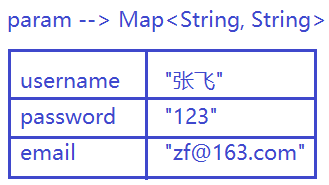 param --> Map<String, String>
username "张飞"
password "123"
email "zf@163.com"